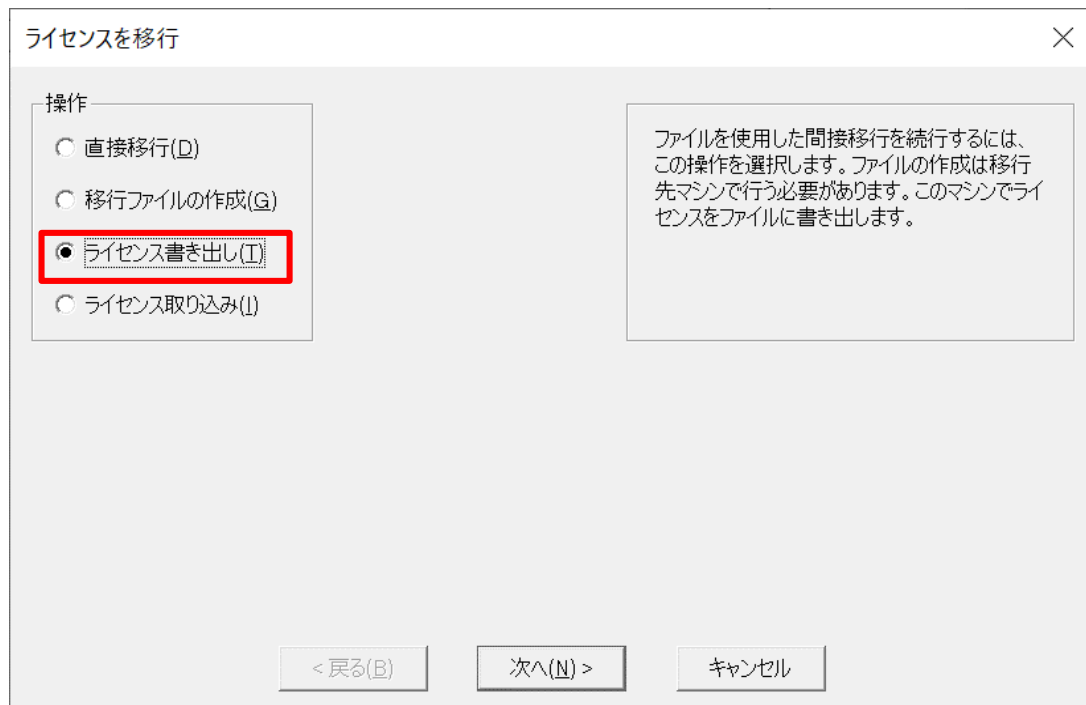 ライセンスを移行
操作
直接移行(D)
移行ファイルの作成(G)
ライセンス書き出し(T)
ライセンス取り込み(I)
ファイルを使用した間接移行を続行するには、
この操作を選択します。ファイルの作成は移行
先マシンで行う必要があります。このマシンでライ
センスをファイルに書き出します。
< 戻る(B)
次へ(N) >
キャンセル